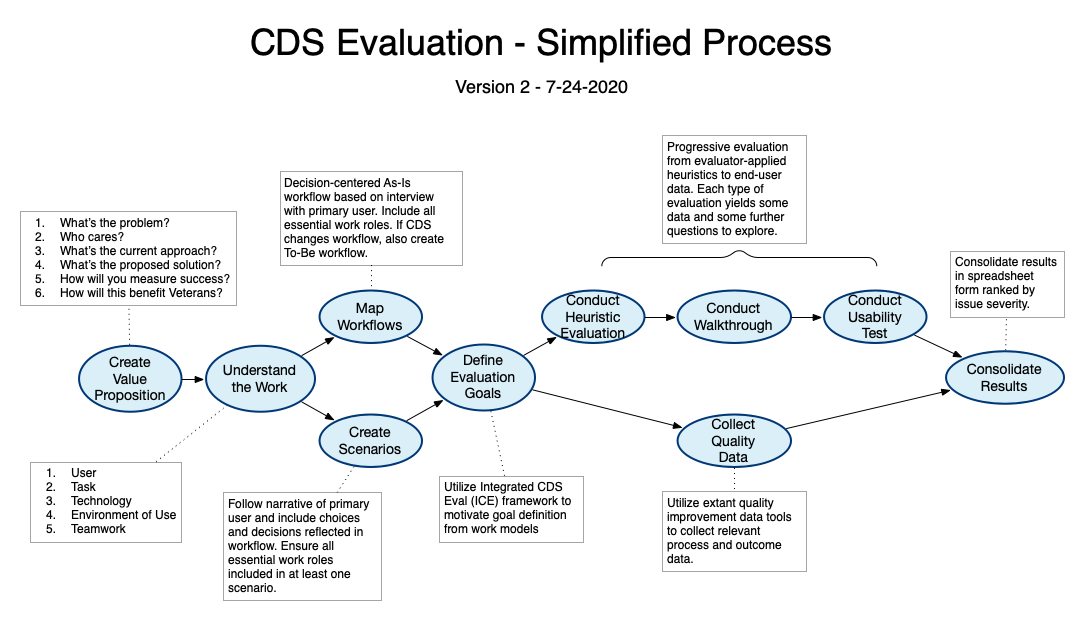 CDS Evaluation - Simplified Process
Version 2 - 7-24-2020
Progressive evaluation
from evaluator-applied
heuristics to end-user
data. Each type of
evaluation yields some
data and some further
questions to explore.
Decision-centered As-Is
workflow based on interview
with primary user. Include all
essential work roles. If CDS
changes workflow, also create
To-Be workflow.
1. What's the problem?
2. Who cares?
3. What's the current approach?
4. What's the proposed solution?
5. How will you measure success?
6. How will this benefit Veterans?
Consolidate results
in spreadsheet
form ranked by
issue severity.
Create
Value
Proposition
Understand
the Work
Map
Workflows
Create
Scenarios
Define
Evaluation
Goals
Conduct
Heuristic
Evaluation
Conduct
Walkthrough
Conduct
Usability
Test
Collect
Quality
Data
Consolidate
Results
1. User
2. Task
3. Technology
4. Environment of Use
5. Teamwork
Follow narrative of primary
user and include choices
and decisions reflected in
workflow. Ensure all
essential work roles
included in at least one
scenario.
Utilize Integrated CDS
Eval (ICE) framework to
motivate goal definition
from work models
Utilize extant quality
improvement data tools
to collect relevant
process and outcome
data.